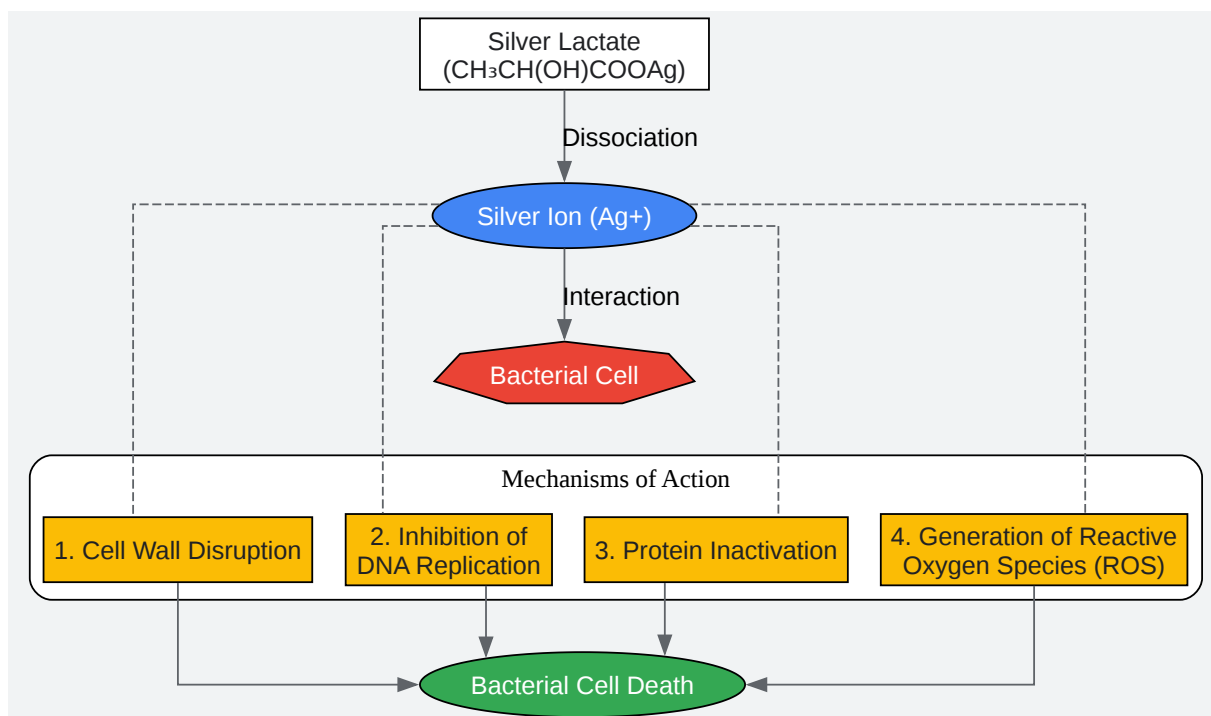 Silver Lactate
(CH₃CH(OH)COOAg)
Dissociation
Silver Ion (Ag+)
Interaction
Bacterial Cell
Mechanisms of Action
1. Cell Wall Disruption
2. Inhibition of
DNA Replication
3. Protein Inactivation
4. Generation of Reactive
Oxygen Species (ROS)
Bacterial Cell Death